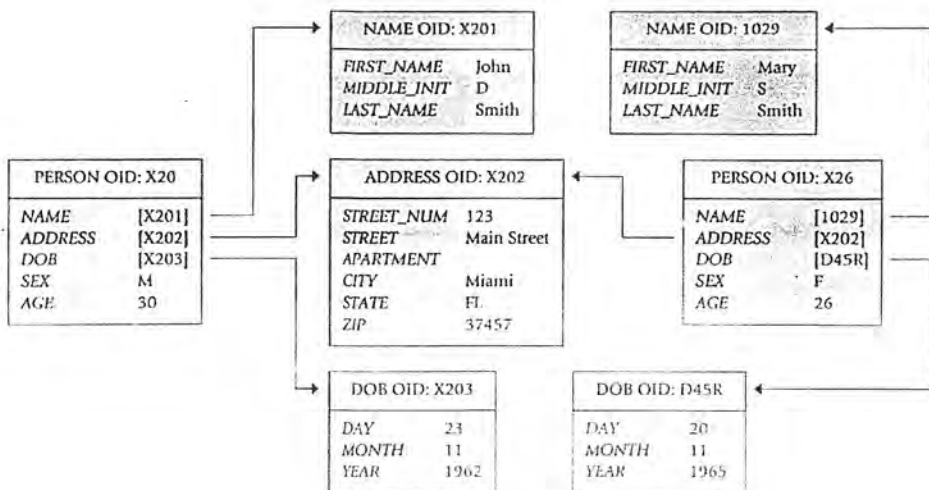 NAME OID: X201
FIRST_NAME John
MIDDLE_INIT D
LAST_NAME Smith
NAME OID: 1029
FIRST_NAME Mary
MIDDLE_INIT S
LAST_NAME Smith
PERSON OID: X20
NAME [X201]
ADDRESS [X202]
DOB [X203]
SEX M
AGE 30
ADDRESS OID: X202
STREET_NUM 123
STREET Main Street
APARTMENT
CITY Miami
STATE FL
ZIP 37457
PERSON OID: X26
NAME [1029]
ADDRESS [X202]
DOB [D45R]
SEX F
AGE 26
DOB OID: X203
DAY 23
MONTH 11
YEAR 1962
DOB OID: D45R
DAY 20
MONTH 11
YEAR 1965